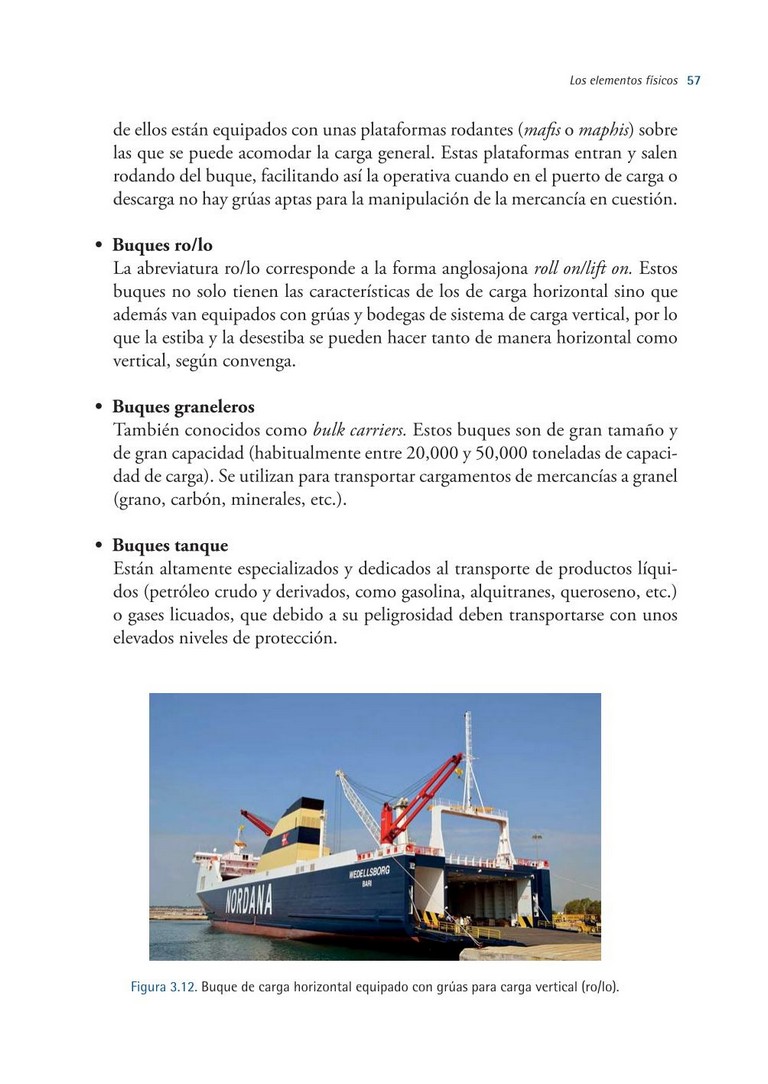 Los elementos físicos 57
de ellos están equipados con unas plataformas rodantes (mafis o maphis) sobre
las que se puede acomodar la carga general. Estas plataformas entran y salen
rodando del buque, facilitando así la operativa cuando en el puerto de carga o
descarga no hay grúas aptas para la manipulación de la mercancía en cuestión.
• Buques ro/lo
La abreviatura ro/lo corresponde a la forma anglosajona roll on/lift on. Estos
buques no solo tienen las características de los de carga horizontal sino que
además van equipados con grúas y bodegas de sistema de carga vertical, por lo
que la estiba y la desestiba se pueden hacer tanto de manera horizontal como
vertical, según convenga.
• Buques graneleros
También conocidos como bulk carriers. Estos buques son de gran tamaño y
de gran capacidad (habitualmente entre 20,000 y 50,000 toneladas de capaci-
dad de carga). Se utilizan para transportar cargamentos de mercancías a granel
(grano, carbón, minerales, etc.).
• Buques tanque
Están altamente especializados y dedicados al transporte de productos líqui-
dos (petróleo crudo y derivados, como gasolina, alquitranes, queroseno, etc.)
o gases licuados, que debido a su peligrosidad deben transportarse con unos
elevados niveles de protección.
WEDELLSBORG
BARI
NORDANA
Figura 3.12. Buque de carga horizontal equipado con grúas para carga vertical (ro/lo).